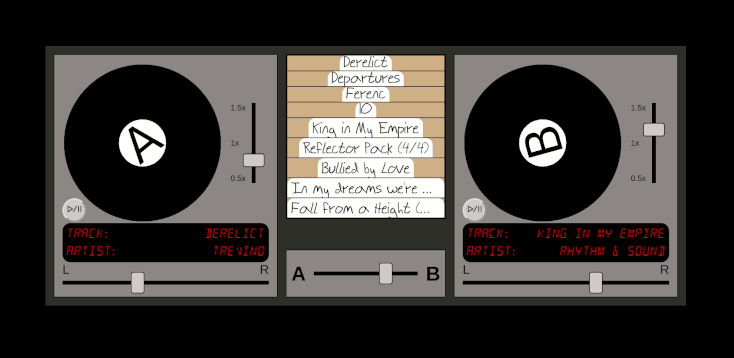 A
1.5x
1x
0.5x
TRACK: DERELICT
ARTIST: TREVINO
L R
Derelict
Departures
Ferenc
10
King in My Empire
Reflector Pack (4/4)
Bullied by Love
In my dreams we're ...
Fall from a Height (...
A B
B
1.5x
1x
0.5x
TRACK: KING IN MY EMPIRE
ARTIST: RHYTHM & SOUND
L R